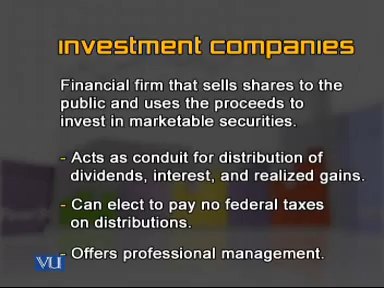 investment companies
Financial firm that sells shares to the
public and uses the proceeds to
invest in marketable securities.
- Acts as conduit for distribution of
dividends, interest, and realized gains.
- Can elect to pay no federal taxes
on distributions.
- Offers professional management.
VU